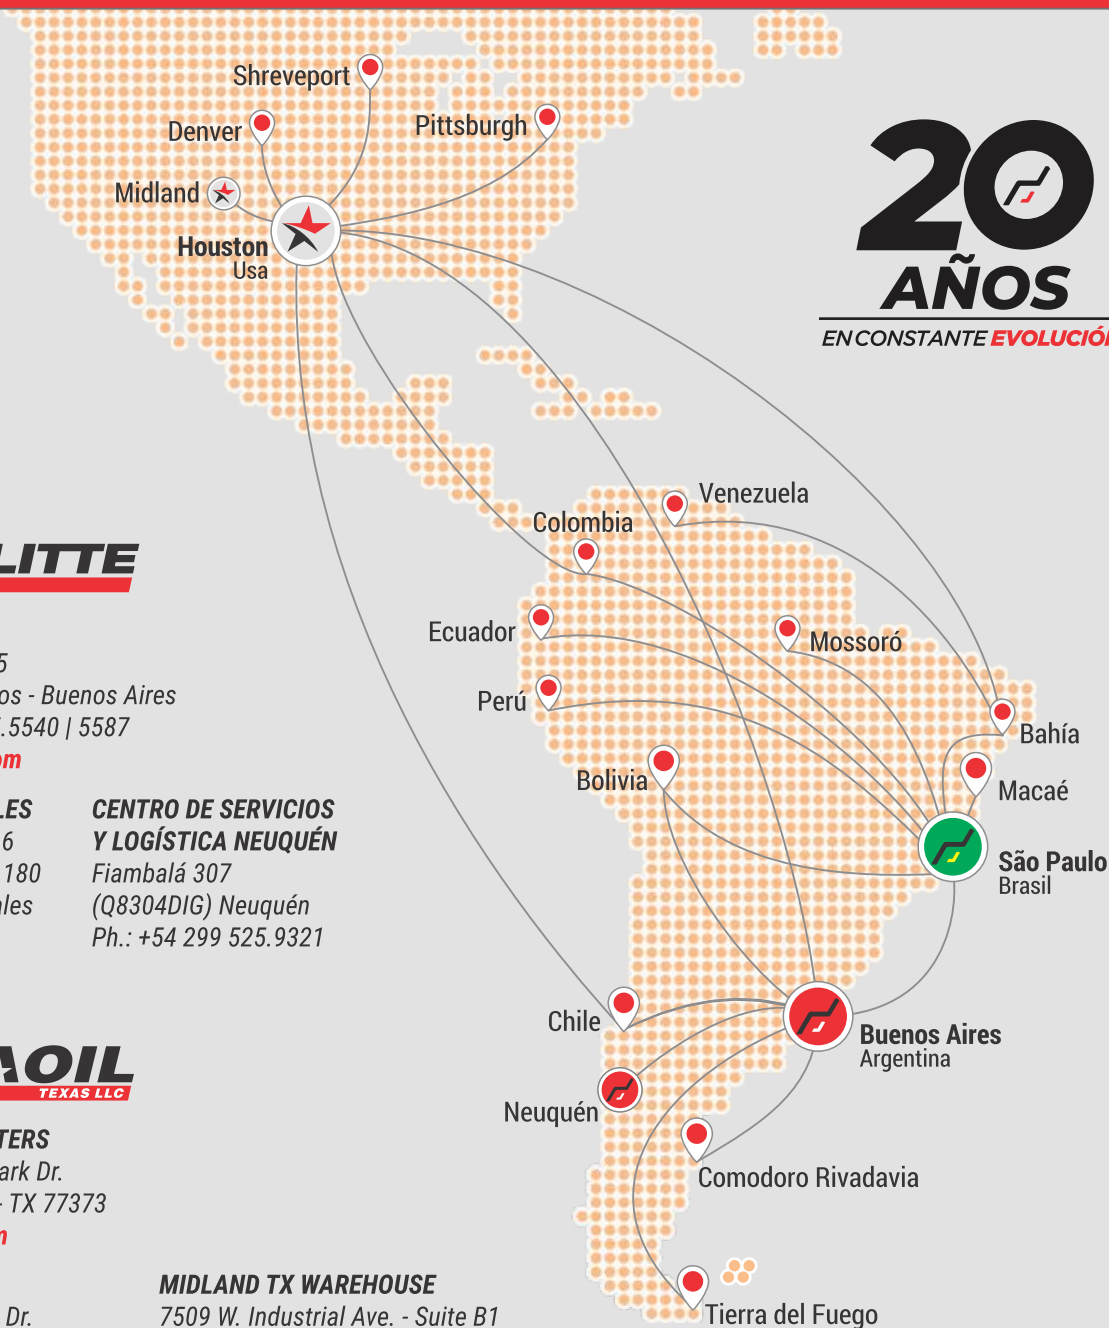 Shreveport
Denver
Pittsburgh
Midland
Houston
Usa
20
AÑOS
EN CONSTANTE EVOLUCIÓN
Venezuela
Colombia
Ecuador
Mossoró
Perú
Bahía
Bolivia
Macaé
São Paulo
Brasil
Chile
Buenos Aires
Argentina
Neuquén
Comodoro Rivadavia
Tierra del Fuego
LITTE
5
os - Buenos Aires
.5540 | 5587
om
LES
6
180
ales
CENTRO DE SERVICIOS
Y LOGÍSTICA NEUQUÉN
Fiambalá 307
(Q8304DIG) Neuquén
Ph.: +54 299 525.9321
AOIL
TEXAS LLC
TERS
ark Dr.
- TX 77373
m
Dr.
MIDLAND TX WAREHOUSE
7509 W. Industrial Ave. - Suite B1